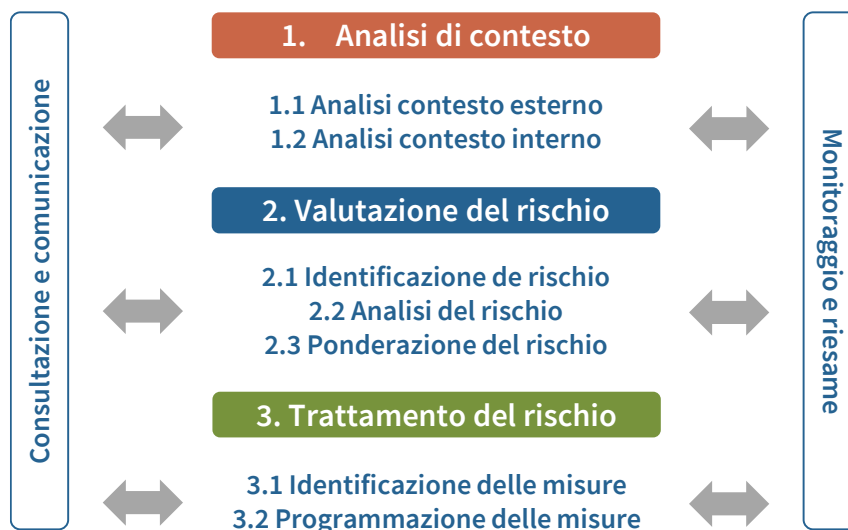 Consultazione e comunicazione
1. Analisi di contesto
1.1 Analisi contesto esterno
1.2 Analisi contesto interno
2. Valutazione del rischio
2.1 Identificazione de rischio
2.2 Analisi del rischio
2.3 Ponderazione del rischio
3. Trattamento del rischio
3.1 Identificazione delle misure
3.2 Programmazione delle misure
Monitoraggio e riesame